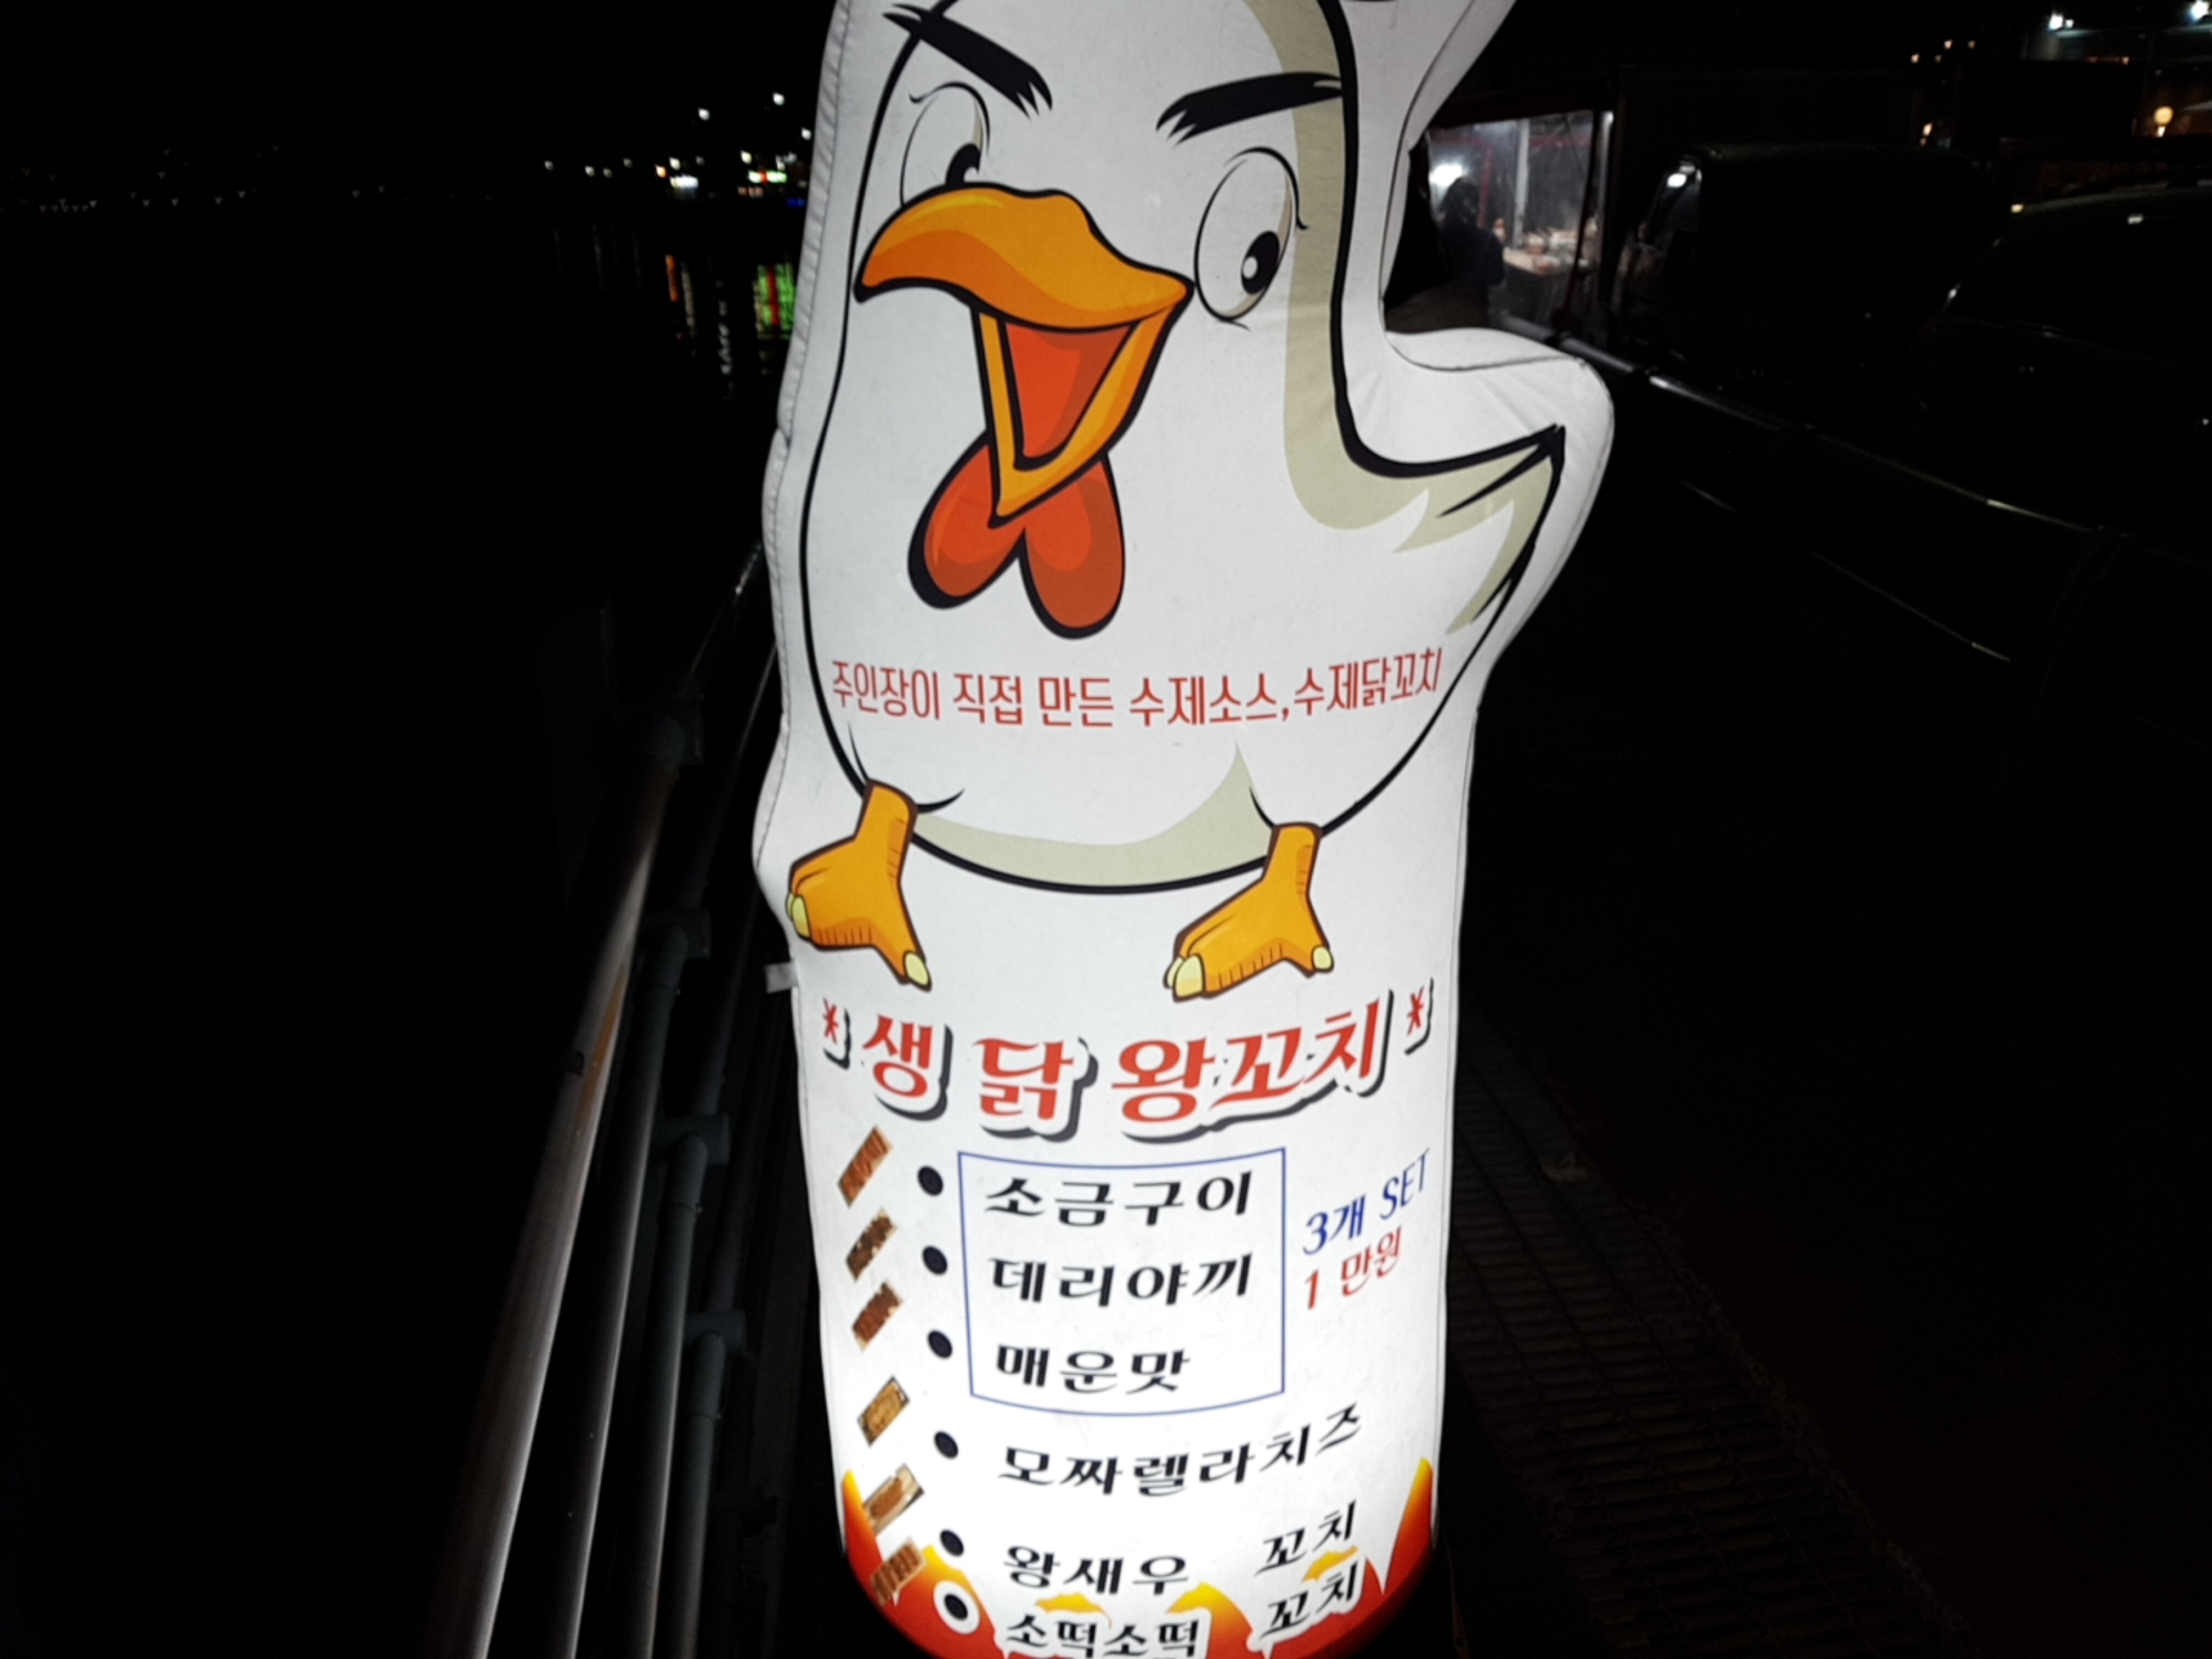 주인장이 직접 만든 수제소스,수제닭꼬치
*생 닭 왕꼬치*
소금구이
데리야끼
매운맛
3개 SET
1 만원
모짜렐라치즈
왕새우 꼬치
소떡소떡 꼬치